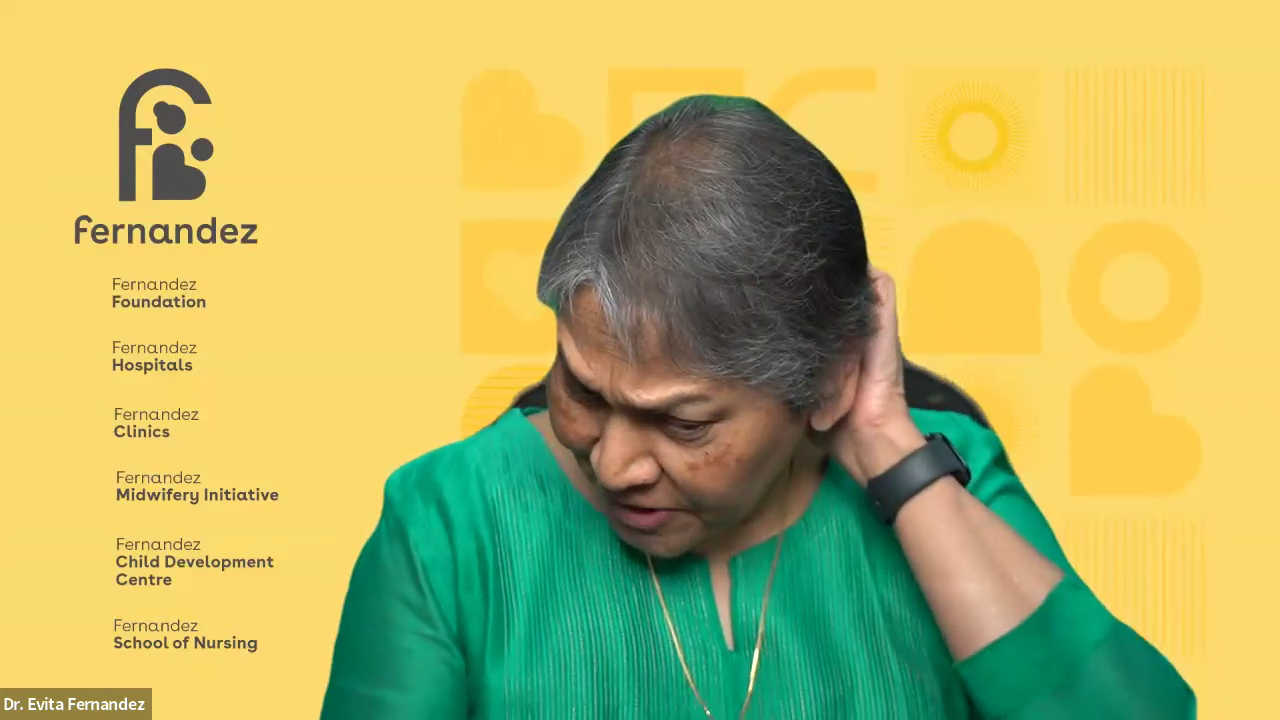 Fernandez
Fernandez
Foundation
Fernandez
Hospitals
Fernandez
Clinics
Fernandez
Midwifery Initiative
Fernandez
Child Development
Centre
Fernandez
School of Nursing
Dr. Evita Fernandez